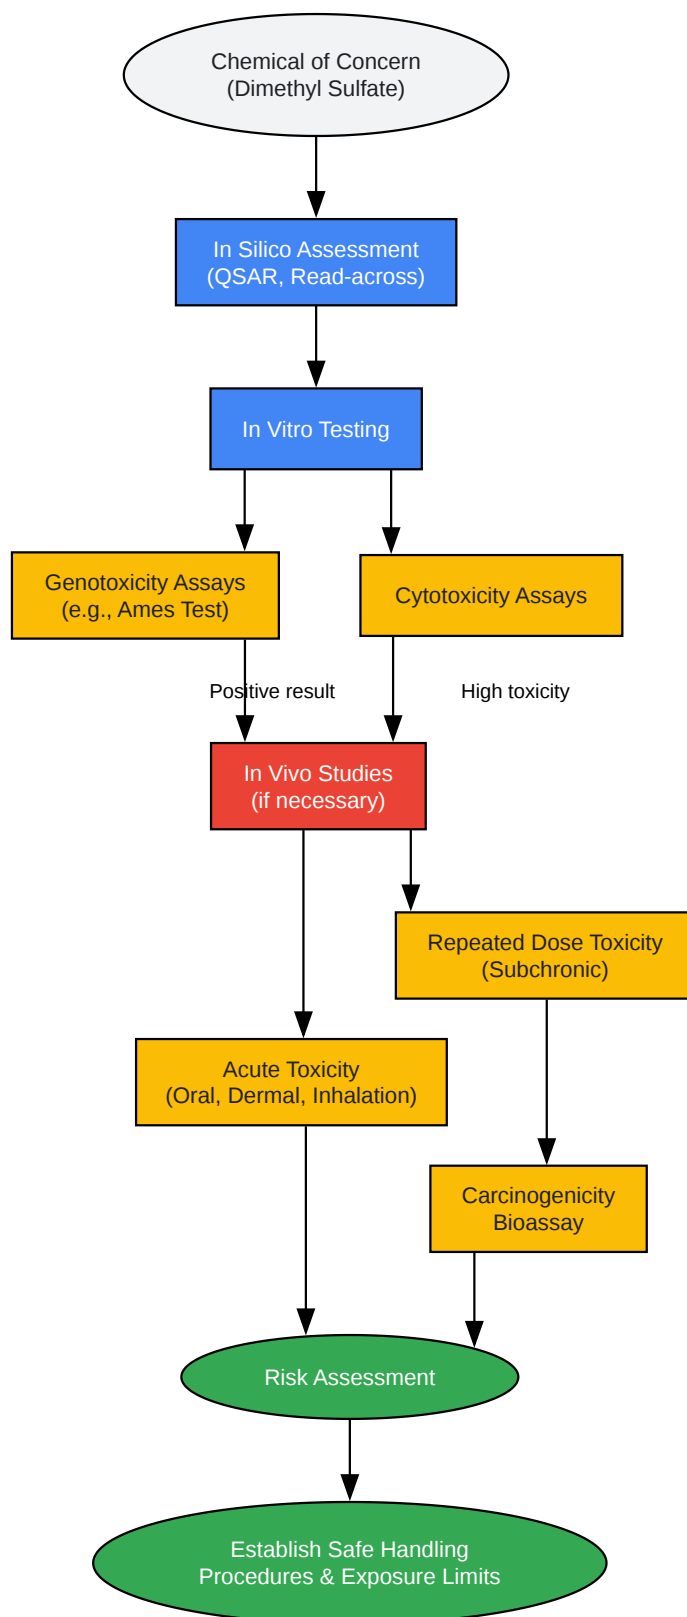 Chemical of Concern
(Dimethyl Sulfate)
In Silico Assessment
(QSAR, Read-across)
In Vitro Testing
Genotoxicity Assays
(e.g., Ames Test)
Cytotoxicity Assays
Positive result
High toxicity
In Vivo Studies
(if necessary)
Repeated Dose Toxicity
(Subchronic)
Acute Toxicity
(Oral, Dermal, Inhalation)
Carcinogenicity
Bioassay
Risk Assessment
Establish Safe Handling
Procedures & Exposure Limits